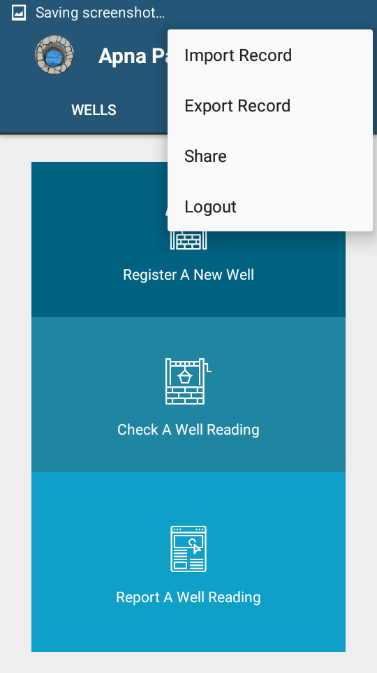 Saving screenshot...
Apna Pa
Import Record
Export Record
Share
Logout
WELLS
Register A New Well
Check A Well Reading
Report A Well Reading